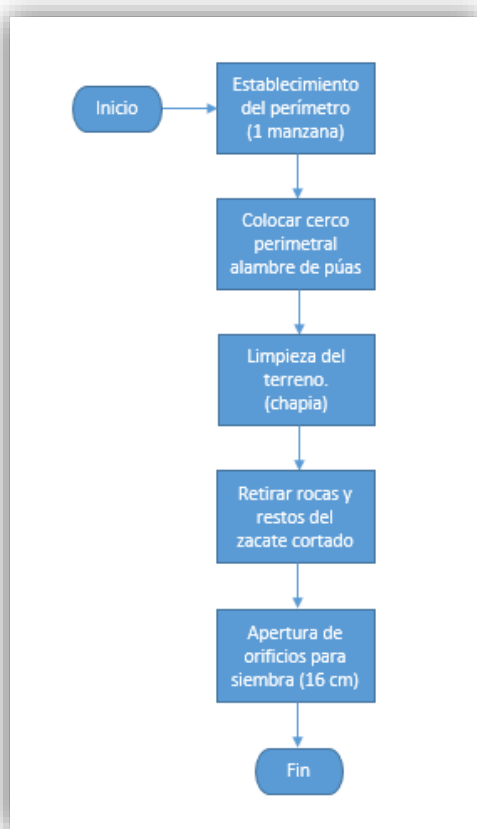 Inicio
Establecimiento
del perímetro
(1 manzana)
Colocar cerco
perimetral
alambre de púas
Limpieza del
terreno.
(chapia)
Retirar rocas y
restos del
zacate cortado
Apertura de
orificios para
siembra (16 cm)
Fin